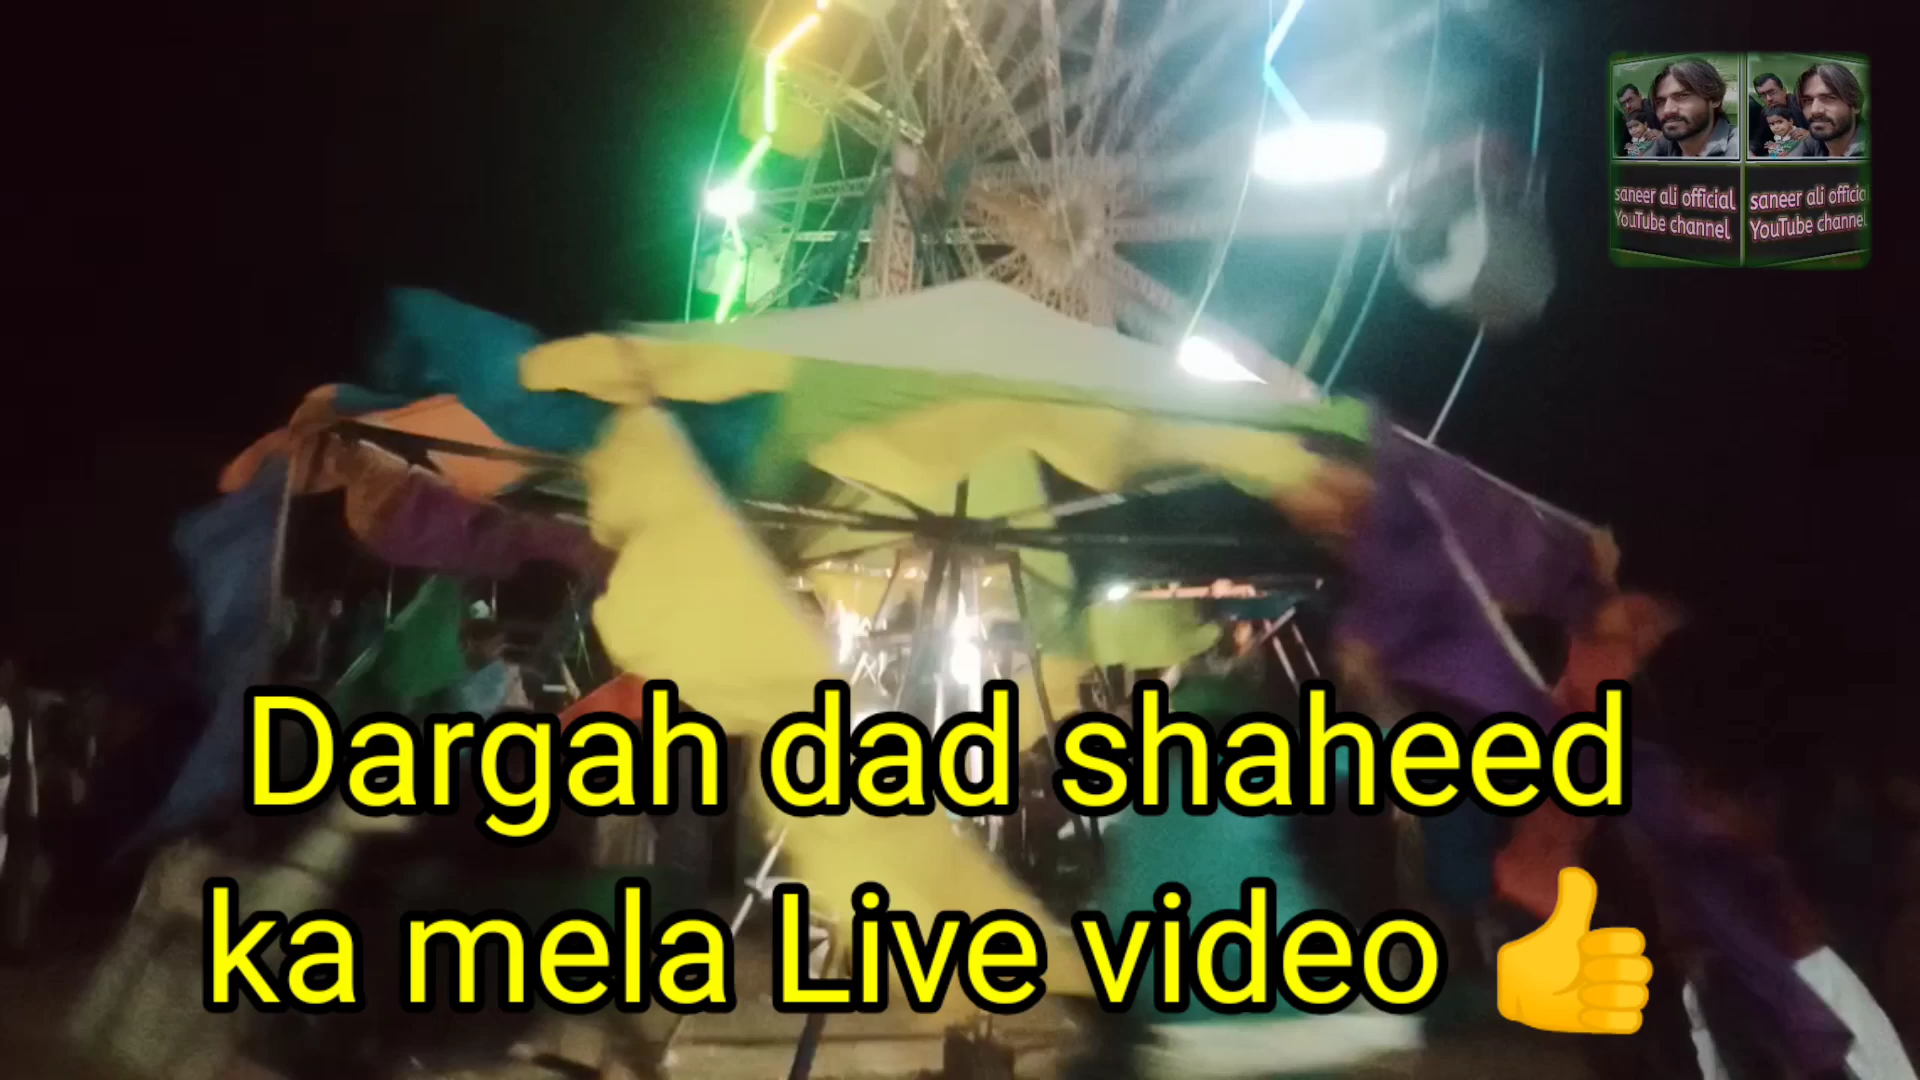 saneer ali official
YouTube channel
saneer ali officia
YouTube channel
Dargah dad shaheed
ka mela Live video 👍